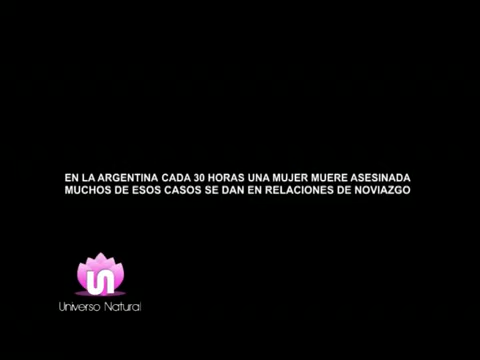 EN LA ARGENTINA CADA 30 HORAS UNA MUJER MUERE ASESINADA
MUCHOS DE ESOS CASOS SE DAN EN RELACIONES DE NOVIAZGO
UN
Universo Natural